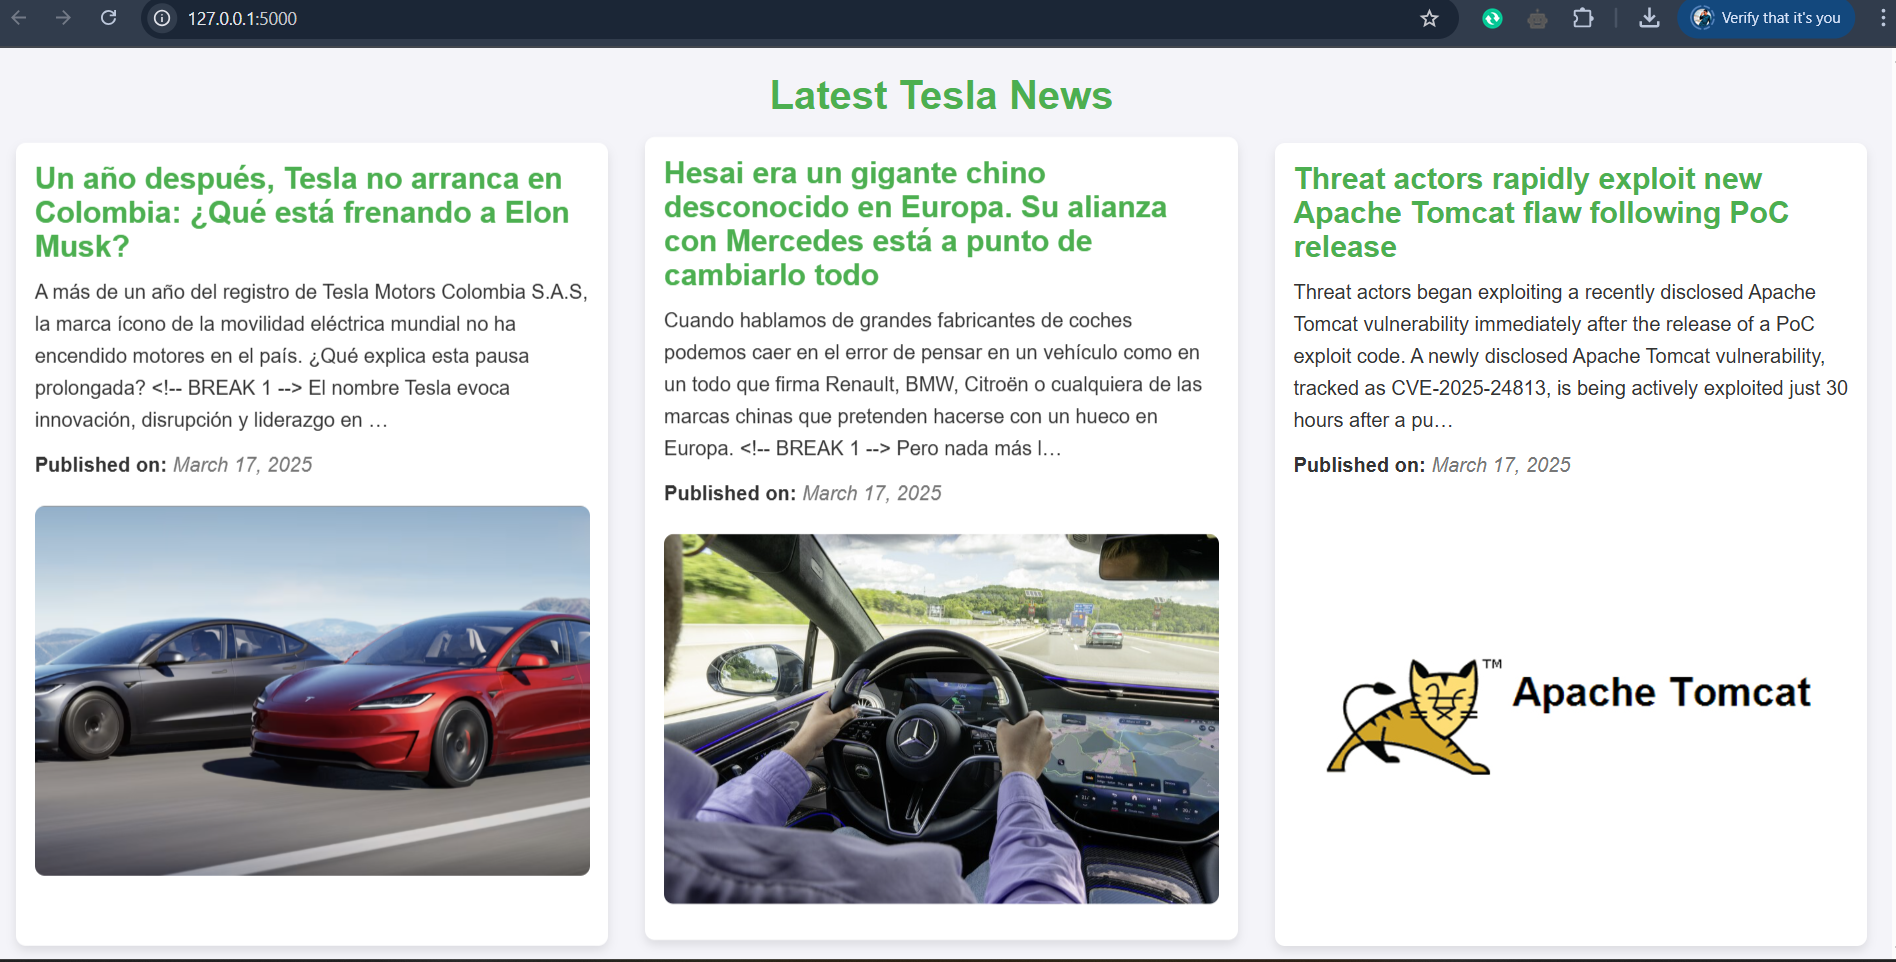 127.0.0.1:5000
Verify that it's you
Latest Tesla News
Un año después, Tesla no arranca en
Colombia: ¿Qué está frenando a Elon
Musk?
A más de un año del registro de Tesla Motors Colombia S.A.S,
la marca ícono de la movilidad eléctrica mundial no ha
encendido motores en el país. ¿Qué explica esta pausa
prolongada? <!-- BREAK 1 --> El nombre Tesla evoca
innovación, disrupción y liderazgo en …
Published on: March 17, 2025
Hesai era un gigante chino
desconocido en Europa. Su alianza
con Mercedes está a punto de
cambiarlo todo
Cuando hablamos de grandes fabricantes de coches
podemos caer en el error de pensar en un vehículo como en
un todo que firma Renault, BMW, Citroën o cualquiera de las
marcas chinas que pretenden hacerse con un hueco en
Europa. <!-- BREAK 1 --> Pero nada más l…
Published on: March 17, 2025
Threat actors rapidly exploit new
Apache Tomcat flaw following PoC
release
Threat actors began exploiting a recently disclosed Apache
Tomcat vulnerability immediately after the release of a PoC
exploit code. A newly disclosed Apache Tomcat vulnerability,
tracked as CVE-2025-24813, is being actively exploited just 30
hours after a pu…
Published on: March 17, 2025
TM
Apache Tomcat